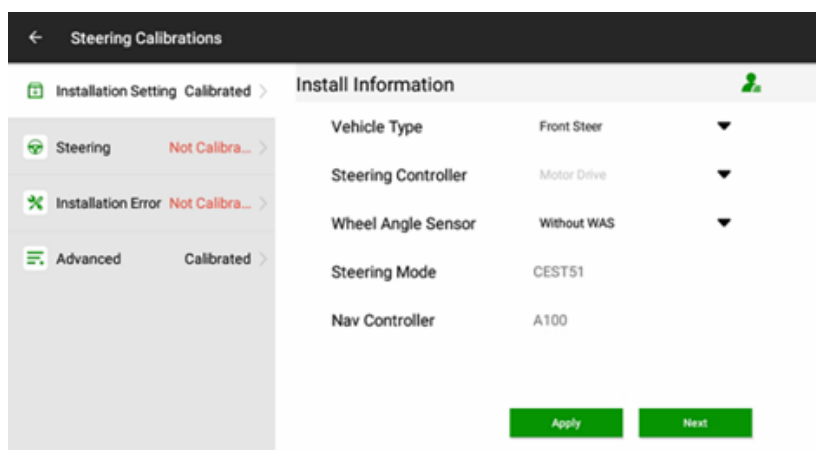 Steering Calibrations
Installation Setting Calibrated
Steering Not Calibra...
Installation Error Not Calibra...
Advanced Calibrated
Install Information
Vehicle Type Front Steer
Steering Controller Motor Drive
Wheel Angle Sensor Without WAS
Steering Mode CEST51
Nav Controller A100
Apply Next